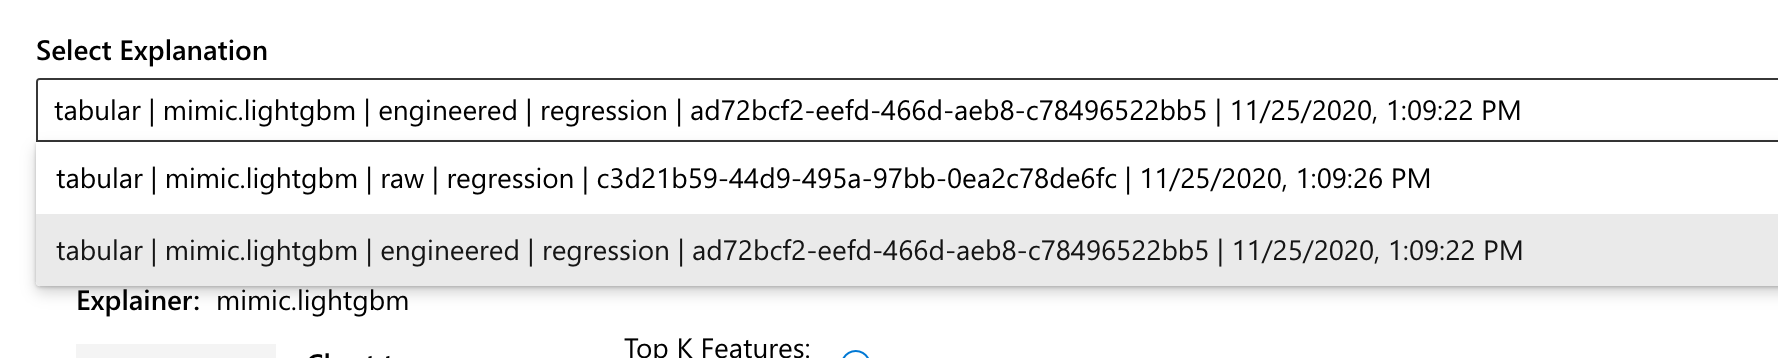 Select Explanation
tabular | mimic.lightgbm | engineered | regression | ad72bcf2-eefd-466d-aeb8-c78496522bb5 | 11/25/2020, 1:09:22 PM
tabular | mimic.lightgbm | raw | regression | c3d21b59-44d9-495a-97bb-0ea2c78de6fc | 11/25/2020, 1:09:26 PM
tabular | mimic.lightgbm | engineered | regression | ad72bcf2-eefd-466d-aeb8-c78496522bb5 | 11/25/2020, 1:09:22 PM
Explainer: mimic.lightgbm
Top K Features: